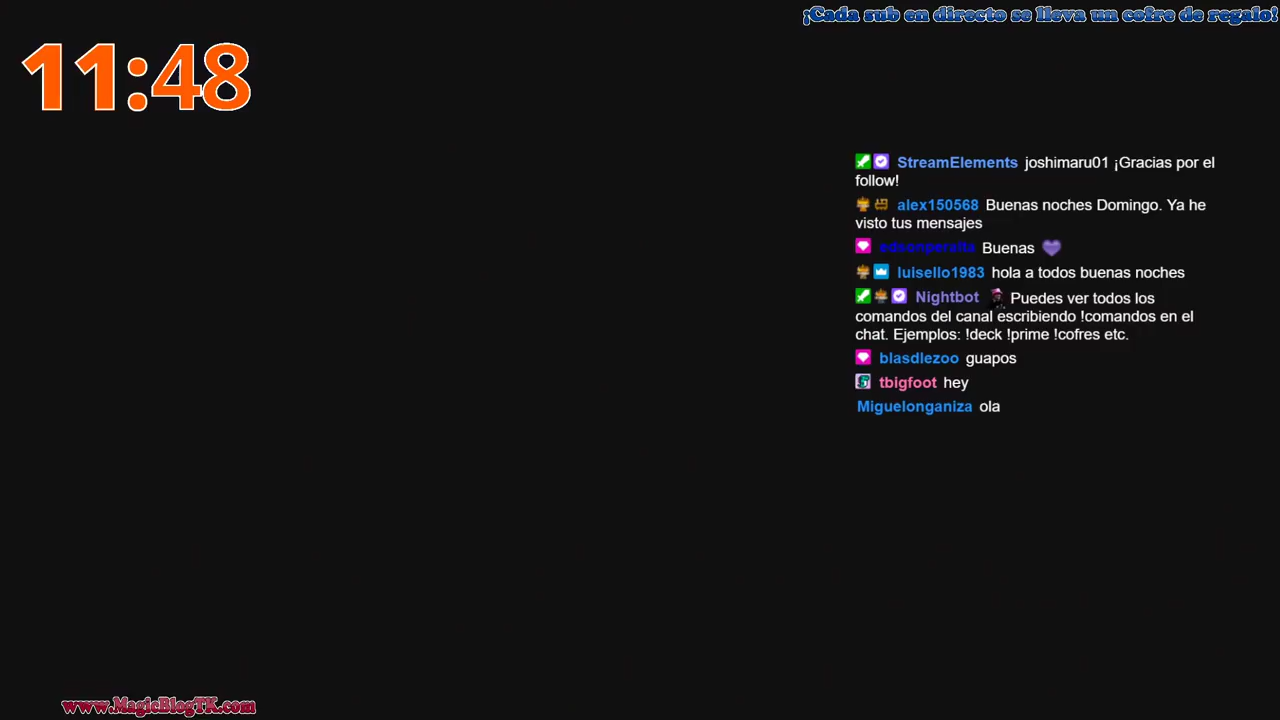 ¡Cada sub en directo se lleva un cofre de regalo!
11:48
StreamElements joshimaru01 ¡Gracias por el
follow!
alex150568 Buenas noches Domingo. Ya he
visto tus mensajes
edsonperalta Buenas
luisello1983 hola a todos buenas noches
Nightbot Puedes ver todos los
comandos del canal escribiendo !comandos en el
chat. Ejemplos: !deck !prime !cofres etc.
blasdlezoo guapos
tbigfoot hey
Miguelonganiza ola
www.MagicBlogTK.com